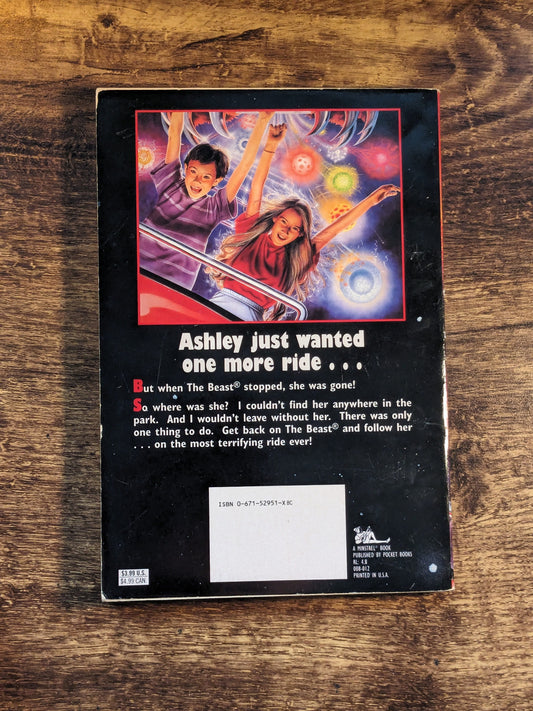 Ashley just wanted
one more ride . . .
But when The Beast® stopped, she was gone!
So where was she? I couldn't find her anywhere in the
park. And I wouldn't leave without her. There was only
one thing to do. Get back on The Beast® and follow her
. . . on the most terrifying ride ever!
ISBN 0-671-52951-X BC
A MINSTREL® BOOK
PUBLISHED BY POCKET BOOKS
RL: 4.8
008-012
PRINTED IN U.S.A.
$3.99 U.S.
$4.99 CAN.